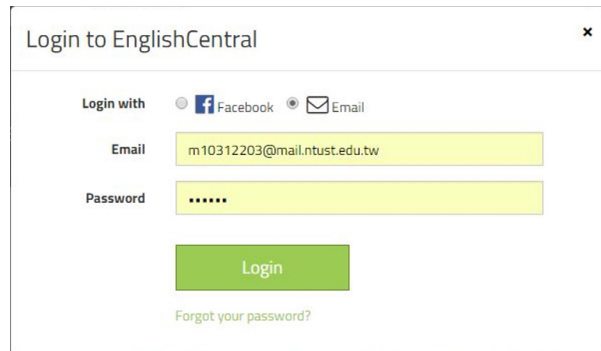 Login to EnglishCentral ×
Login with Facebook Email
Email m10312203@mail.ntust.edu.tw
Password ••••••
Login
Forgot your password?